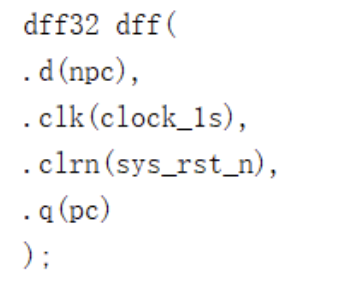 dff32 dff(
.d(npc),
.clk(clock_1s),
.clrn(sys_rst_n),
.q(pc)
);